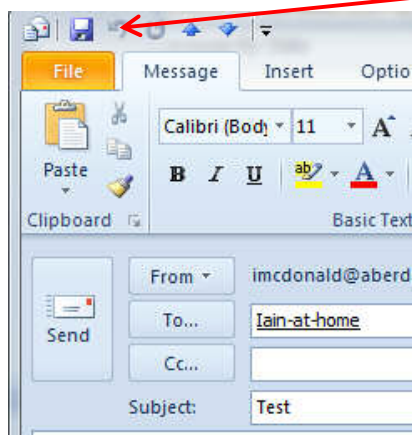 File Message Insert Optio
Calibri (Body 11 A
Paste B I U ab A
Clipboard Basic Text
From imcdonald@aberd
Send To... Iain-at-home
Cc...
Subject: Test